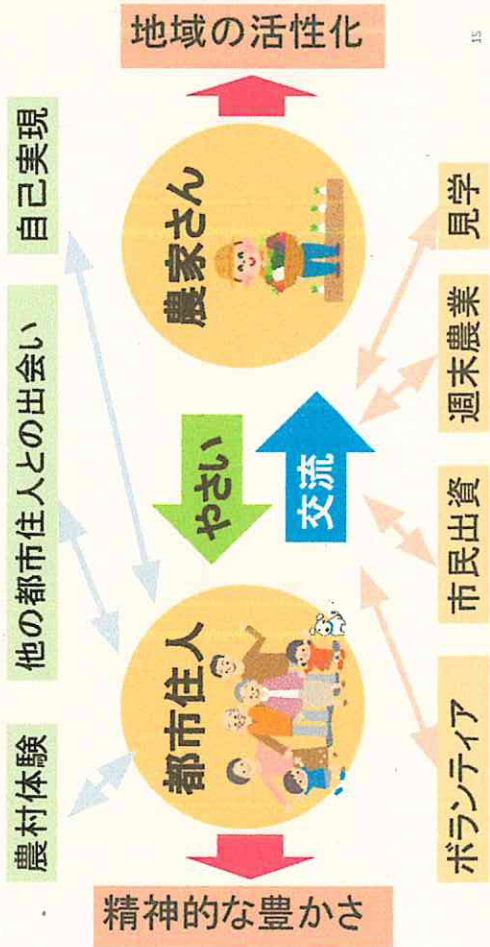 農村体験
他の都市住人との出会い
自己実現
都市住人
農家さん
やさい
交流
精神的な豊かさ
地域の活性化
ボランティア
市民出資
週末農業
見学
15